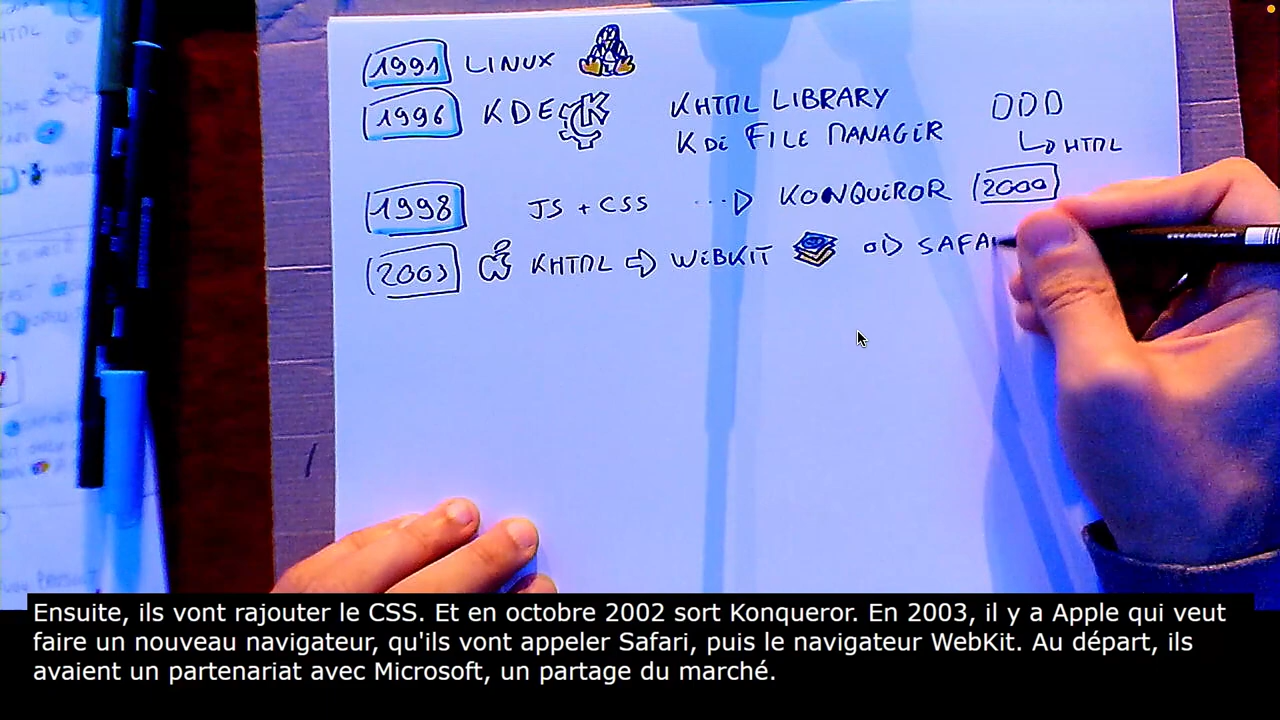 1991 LINUX
1996 KDE KHTML LIBRARY
KDE FILE MANAGER
↳ HTML
1998 JS + CSS ---▷ KONQUEROR 2000
2003 KHTML ⇨ WEBKIT SAFA
Ensuite, ils vont rajouter le CSS. Et en octobre 2002 sort Konqueror. En 2003, il y a Apple qui veut
faire un nouveau navigateur, qu'ils vont appeler Safari, puis le navigateur WebKit. Au départ, ils
avaient un partenariat avec Microsoft, un partage du marché.